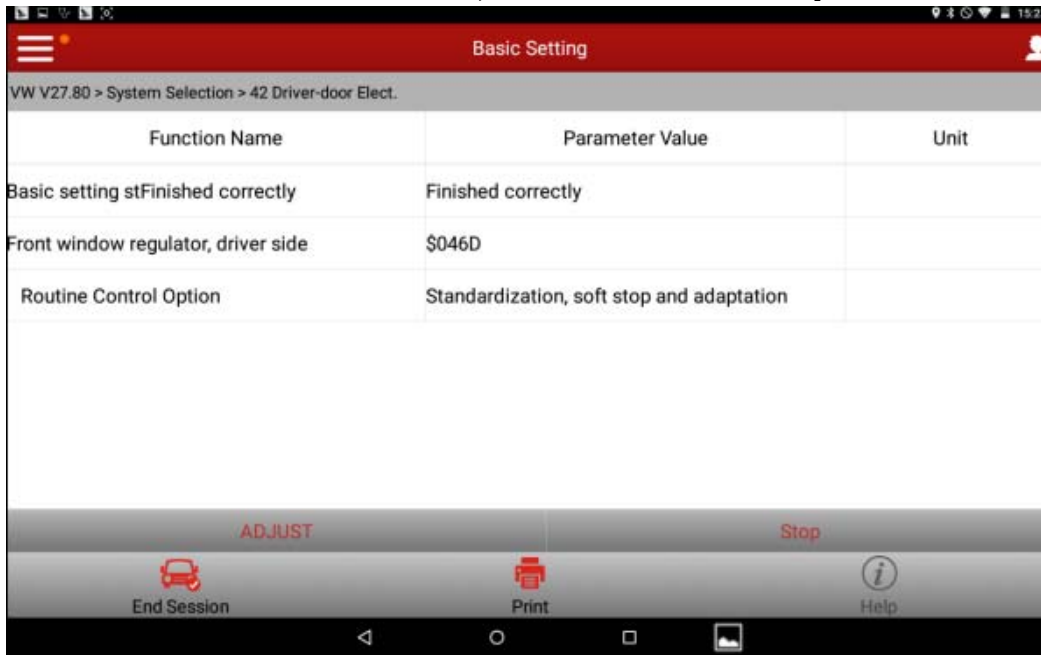 15:2
Basic Setting
VW V27.80 > System Selection > 42 Driver-door Elect.
Function Name Parameter Value Unit
Basic setting stFinished correctly Finished correctly
Front window regulator, driver side $046D
Routine Control Option Standardization, soft stop and adaptation
ADJUST Stop
End Session Print Help